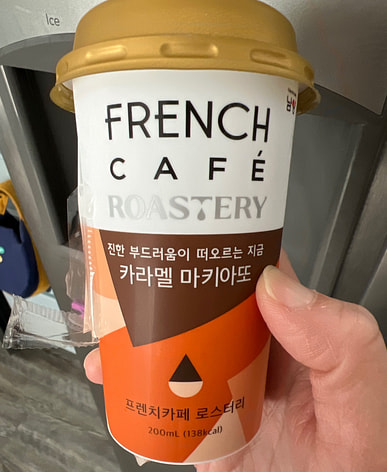 Ice
FRENCH
CAFÉ
ROASTERY
진한 부드러움이 떠오르는 지금
카라멜 마키아또
프렌치카페 로스터리
200mL (138kcal)